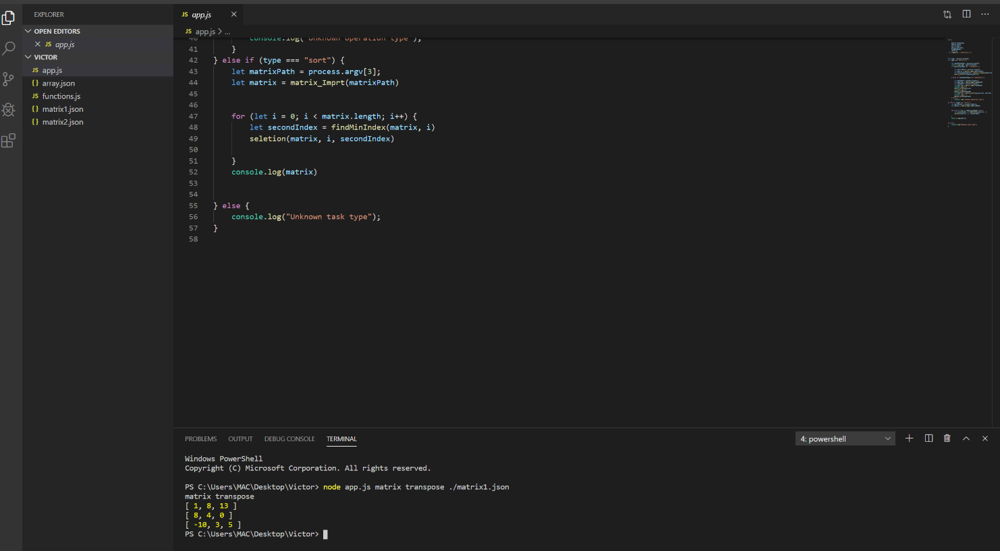 EXPLORER
OPEN EDITORS
JS app.js
VICTOR
JS app.js
{} array.json
JS functions.js
{} matrix1.json
{} matrix2.json
JS app.js
JS app.js > ...
40 console.log("Unknown operation type");
41 }
42 } else if (type === "sort") {
43 let matrixPath = process.argv[3];
44 let matrix = matrix_Imprt(matrixPath)
45
46
47 for (let i = 0; i < matrix.length; i++) {
48 let secondIndex = findMinIndex(matrix, i)
49 seletion(matrix, i, secondIndex)
50
51 }
52 console.log(matrix)
53
54
55 } else {
56 console.log("Unknown task type");
57 }
58
PROBLEMS OUTPUT DEBUG CONSOLE TERMINAL 4: powershell
Windows PowerShell
Copyright (C) Microsoft Corporation. All rights reserved.
PS C:\Users\MAC\Desktop\Victor> node app.js matrix transpose ./matrix1.json
matrix transpose
[ 1, 8, 13 ]
[ 8, 4, 0 ]
[ -10, 3, 5 ]
PS C:\Users\MAC\Desktop\Victor>